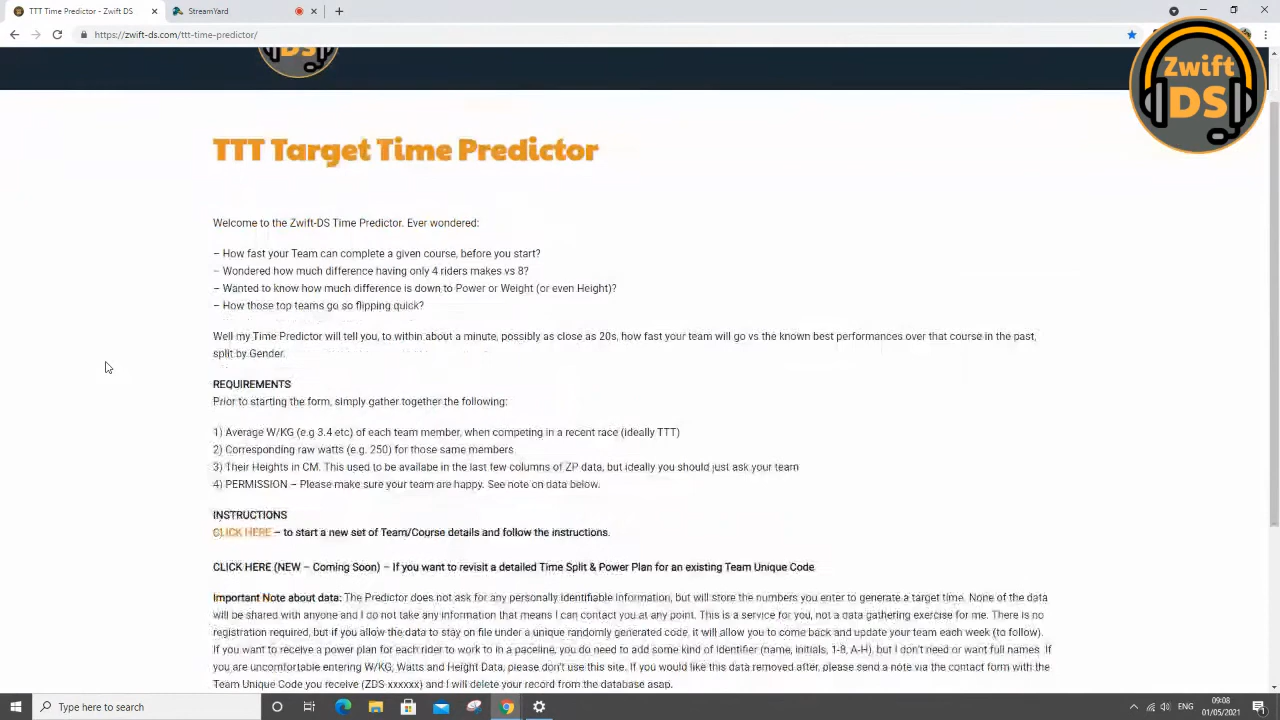 TTT Time Predictor - Zwift DS
StreamYard
https://zwift-ds.com/ttt-time-predictor/
DS
Zwift
DS
TTT Target Time Predictor
Welcome to the Zwift-DS Time Predictor. Ever wondered:
– How fast your Team can complete a given course, before you start?
– Wondered how much difference having only 4 riders makes vs 8?
– Wanted to know how much difference is down to Power or Weight (or even Height)?
– How those top teams go so flipping quick?
Well my Time Predictor will tell you, to within about a minute, possibly as close as 20s, how fast your team will go vs the known best performances over that course in the past,
split by Gender.
REQUIREMENTS
Prior to starting the form, simply gather together the following:
1) Average W/KG (e.g 3.4 etc) of each team member, when competing in a recent race (ideally TTT)
2) Corresponding raw watts (e.g. 250) for those same members
3) Their Heights in CM. This used to be availabe in the last few columns of ZP data, but ideally you should just ask your team
4) PERMISSION – Please make sure your team are happy. See note on data below.
INSTRUCTIONS
CLICK HERE – to start a new set of Team/Course details and follow the instructions.
CLICK HERE (NEW – Coming Soon) – If you want to revisit a detailed Time Split & Power Plan for an existing Team Unique Code
Important Note about data: The Predictor does not ask for any personally Identifiable information, but will store the numbers you enter to generate a target time. None of the data
will be shared with anyone and I do not take any information that means I can contact you at any point. This is a service for you, not a data gathering exercise for me. There is
no registration required, but if you allow the data to stay on file under a unique randomly generated code, it will allow you to come back and update your team each week (to follow).
If you want to receive a power plan for each rider to work to in a paceline, you do need to add some kind of Identifier (name, initials, 1-8, A-H), but I don't need or want full names. If
you are uncomfortable entering W/KG, Watts and Height Data, please don't use this site. If you would like this data removed after, please send a note via the contact form with the
Team Unique Code you receive (ZDS-xxxxxx) and I will delete your record from the database asap.
Type here to search
ENG
09:08
01/05/2021
1